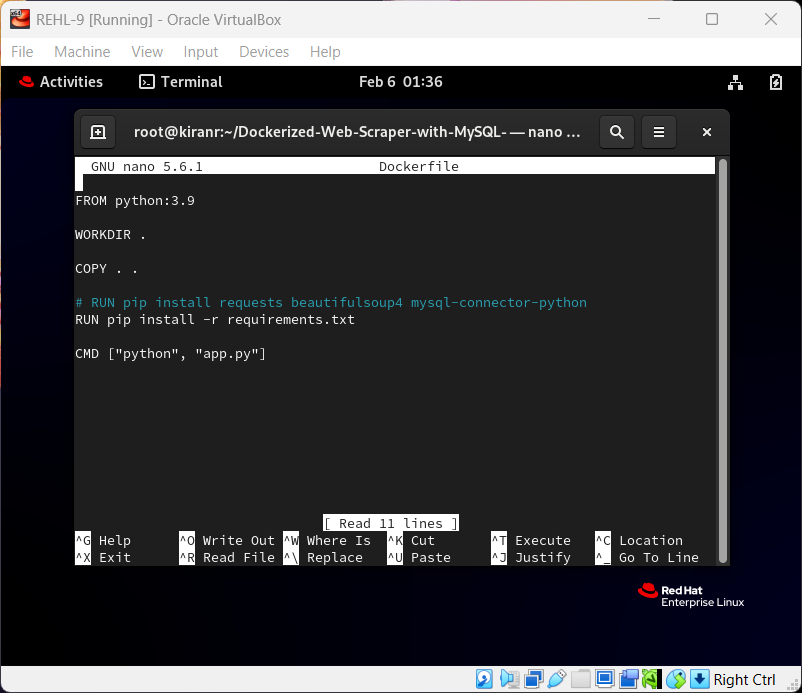 REHL-9 [Running] - Oracle VirtualBox
File Machine View Input Devices Help
Activities Terminal Feb 6 01:36
root@kiranr:~/Dockerized-Web-Scraper-with-MySQL- — nano ...
GNU nano 5.6.1 Dockerfile
FROM python:3.9
WORKDIR .
COPY . .
# RUN pip install requests beautifulsoup4 mysql-connector-python
RUN pip install -r requirements.txt
CMD ["python", "app.py"]
[ Read 11 lines ]
^G Help ^O Write Out ^W Where Is ^K Cut ^T Execute ^C Location
^X Exit ^R Read File ^\ Replace ^U Paste ^J Justify ^_ Go To Line
Red Hat
Enterprise Linux
Right Ctrl